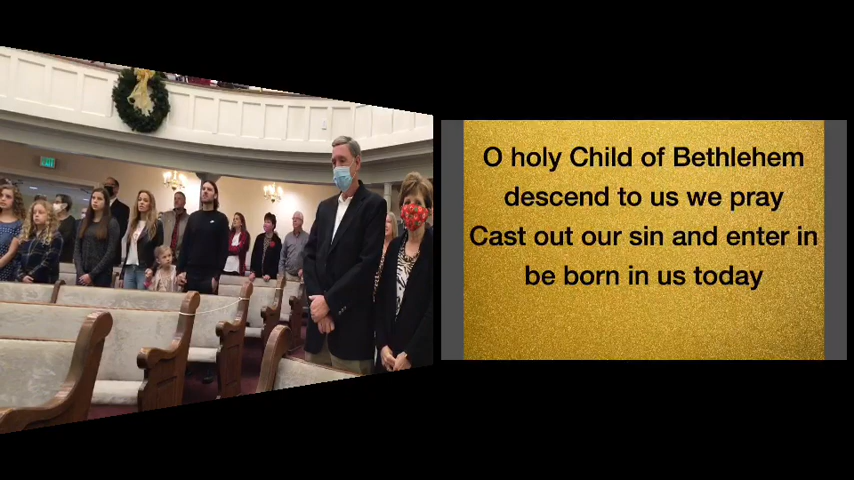 O holy Child of Bethlehem
descend to us we pray
Cast out our sin and enter in
be born in us today